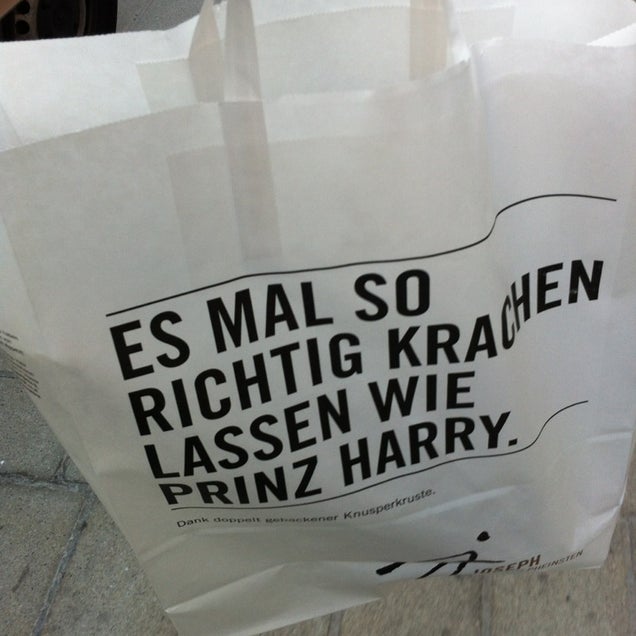 ES MAL SO
RICHTIG KRACHEN
LASSEN WIE
PRINZ HARRY.
Dank doppelt gebackener Knusperkruste.
JOSEPH